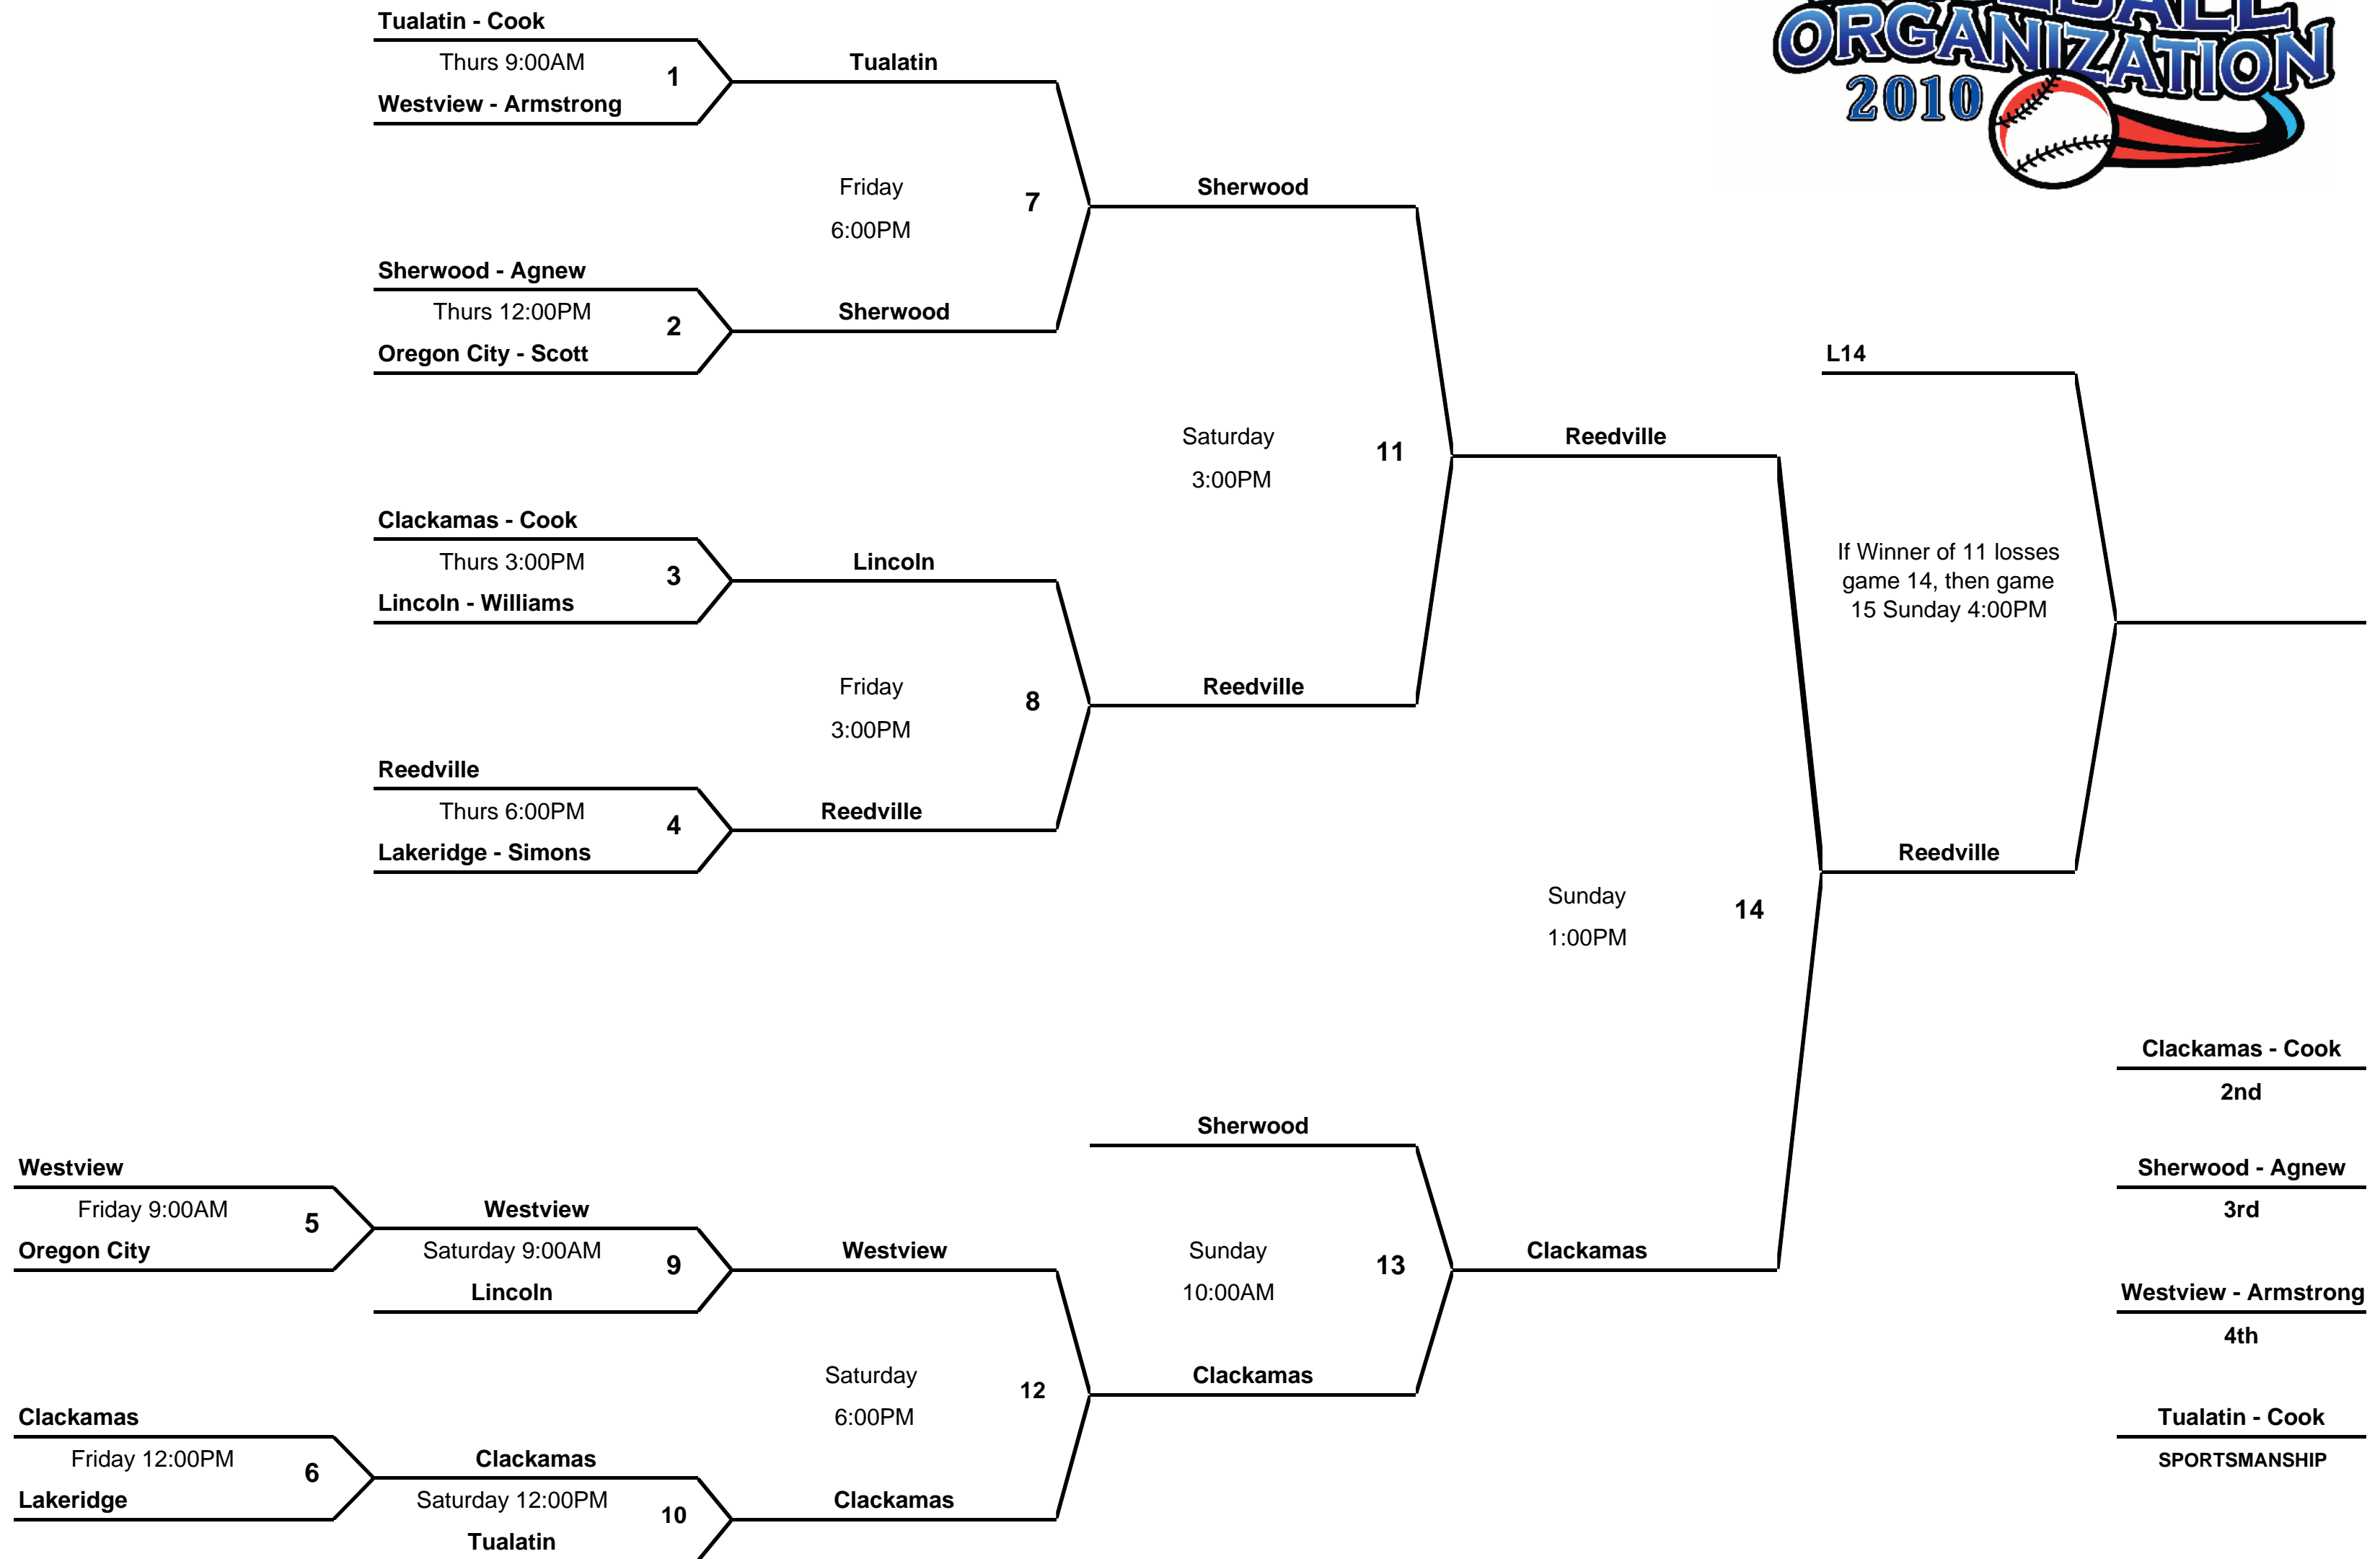 ORGANIZATION
2010
Tualatin - Cook
Thurs 9:00AM
1
Westview - Armstrong
Tualatin
Friday
6:00PM
7
Sherwood - Agnew
Thurs 12:00PM
2
Oregon City - Scott
Sherwood
Sherwood
Saturday
3:00PM
11
Clackamas - Cook
Thurs 3:00PM
3
Lincoln - Williams
Lincoln
Friday
3:00PM
8
Reedville
Thurs 6:00PM
4
Lakeridge - Simons
Reedville
Reedville
Reedville
L14
If Winner of 11 losses
game 14, then game
15 Sunday 4:00PM
Reedville
Sunday
1:00PM
14
Westview
Friday 9:00AM
5
Oregon City
Westview
Saturday 9:00AM
9
Lincoln
Westview
Saturday
6:00PM
12
Clackamas
Friday 12:00PM
6
Lakeridge
Clackamas
Saturday 12:00PM
10
Tualatin
Clackamas
Sherwood
Sunday
10:00AM
13
Clackamas
Clackamas
Clackamas - Cook
2nd
Sherwood - Agnew
3rd
Westview - Armstrong
4th
Tualatin - Cook
SPORTSMANSHIP